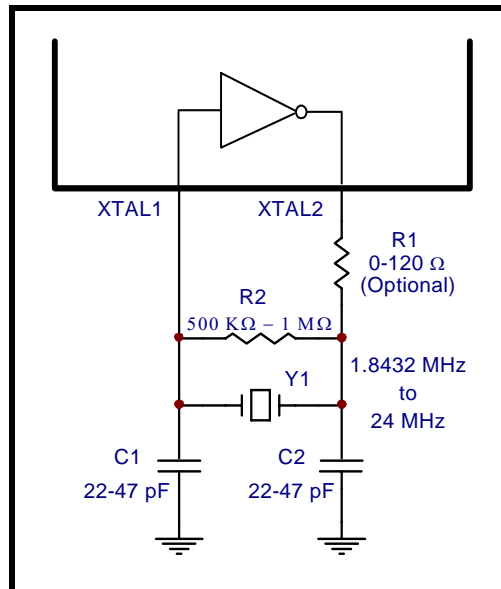 XTAL1
XTAL2
R1
0-120 Ω
(Optional)
R2
500 KΩ – 1 MΩ
Y1
1.8432 MHz
to
24 MHz
C1
22-47 pF
C2
22-47 pF